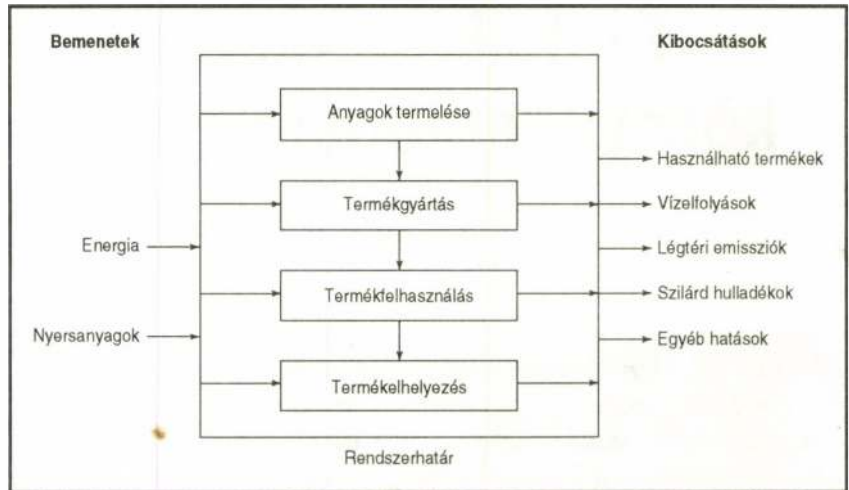 Bemenetek
Kibocsátások
Anyagok termelése
Termékgyártás
Termékfelhasználás
Termékelhelyezés
Energia
Nyersanyagok
Használható termékek
Vízelfolyások
Légtéri emissziók
Szilárd hulladékok
Egyéb hatások
Rendszerhatár